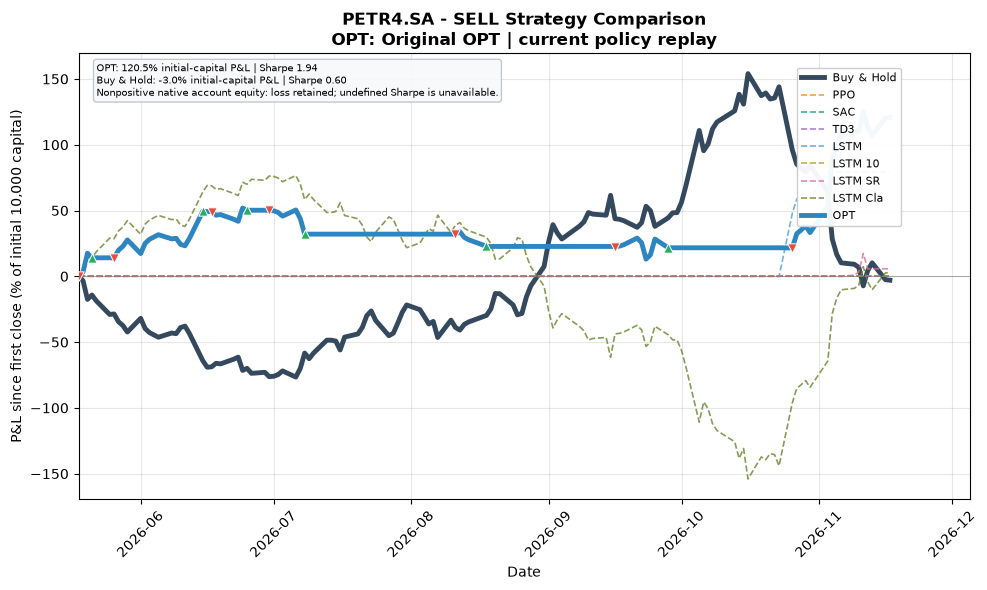 PETR4.SA - SELL Strategy Comparison
OPT: Original OPT | current policy replay
OPT: 120.5% initial-capital P&L | Sharpe 1.94
Buy & Hold: -3.0% initial-capital P&L | Sharpe 0.60
Nonpositive native account equity: loss retained; undefined Sharpe is unavailable.
Buy & Hold
PPO
SAC
TD3
LSTM
LSTM 10
LSTM SR
LSTM Cla
OPT
P&L since first close (% of initial 10,000 capital)
150
100
50
0
−50
−100
−150
2026-06
2026-07
2026-08
2026-09
2026-10
2026-11
2026-12
Date